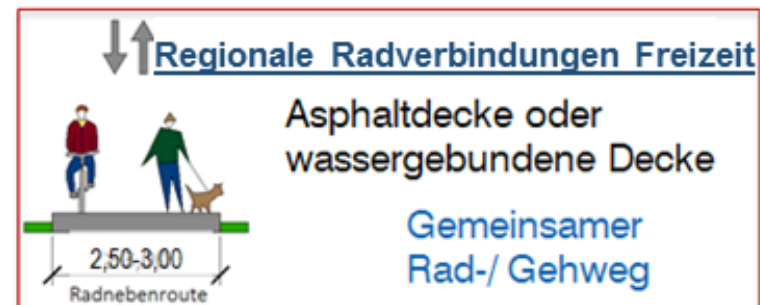 Regionale Radverbindungen Freizeit
Asphaltdecke oder
wassergebundene Decke
Gemeinsamer
Rad-/ Gehweg
2,50-3,00
Radnebenroute